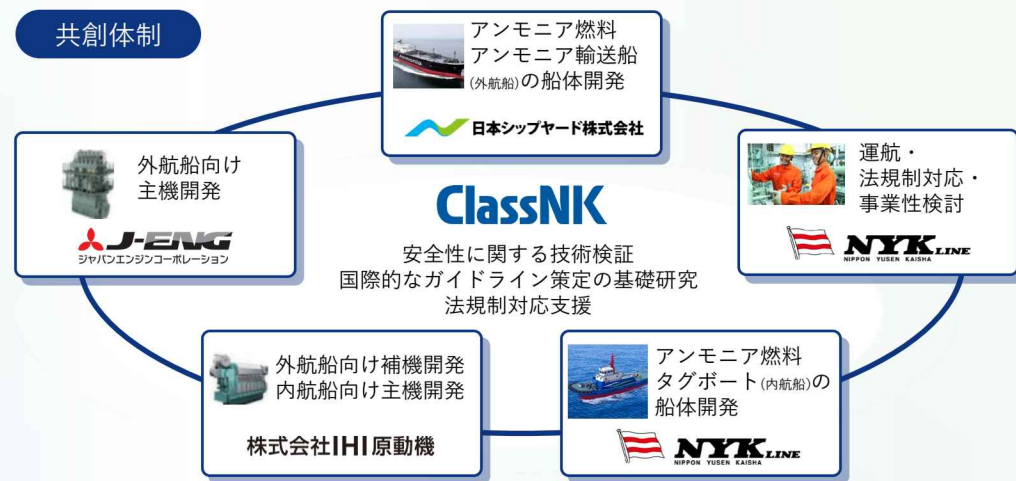 共創体制
アンモニア燃料
アンモニア輸送船
(外航船)の船体開発
日本シップヤード株式会社
外航船向け
主機開発
J-ENG
ジャパンエンジンコーポレーション
運航・
法規制対応・
事業性検討
NYK LINE
NIPPON YUSEN KAISHA
ClassNK
安全性に関する技術検証
国際的なガイドライン策定の基礎研究
法規制対応支援
外航船向け補機開発
内航船向け主機開発
株式会社IHI原動機
アンモニア燃料
タグボート(内航船)の
船体開発
NYK LINE
NIPPON YUSEN KAISHA